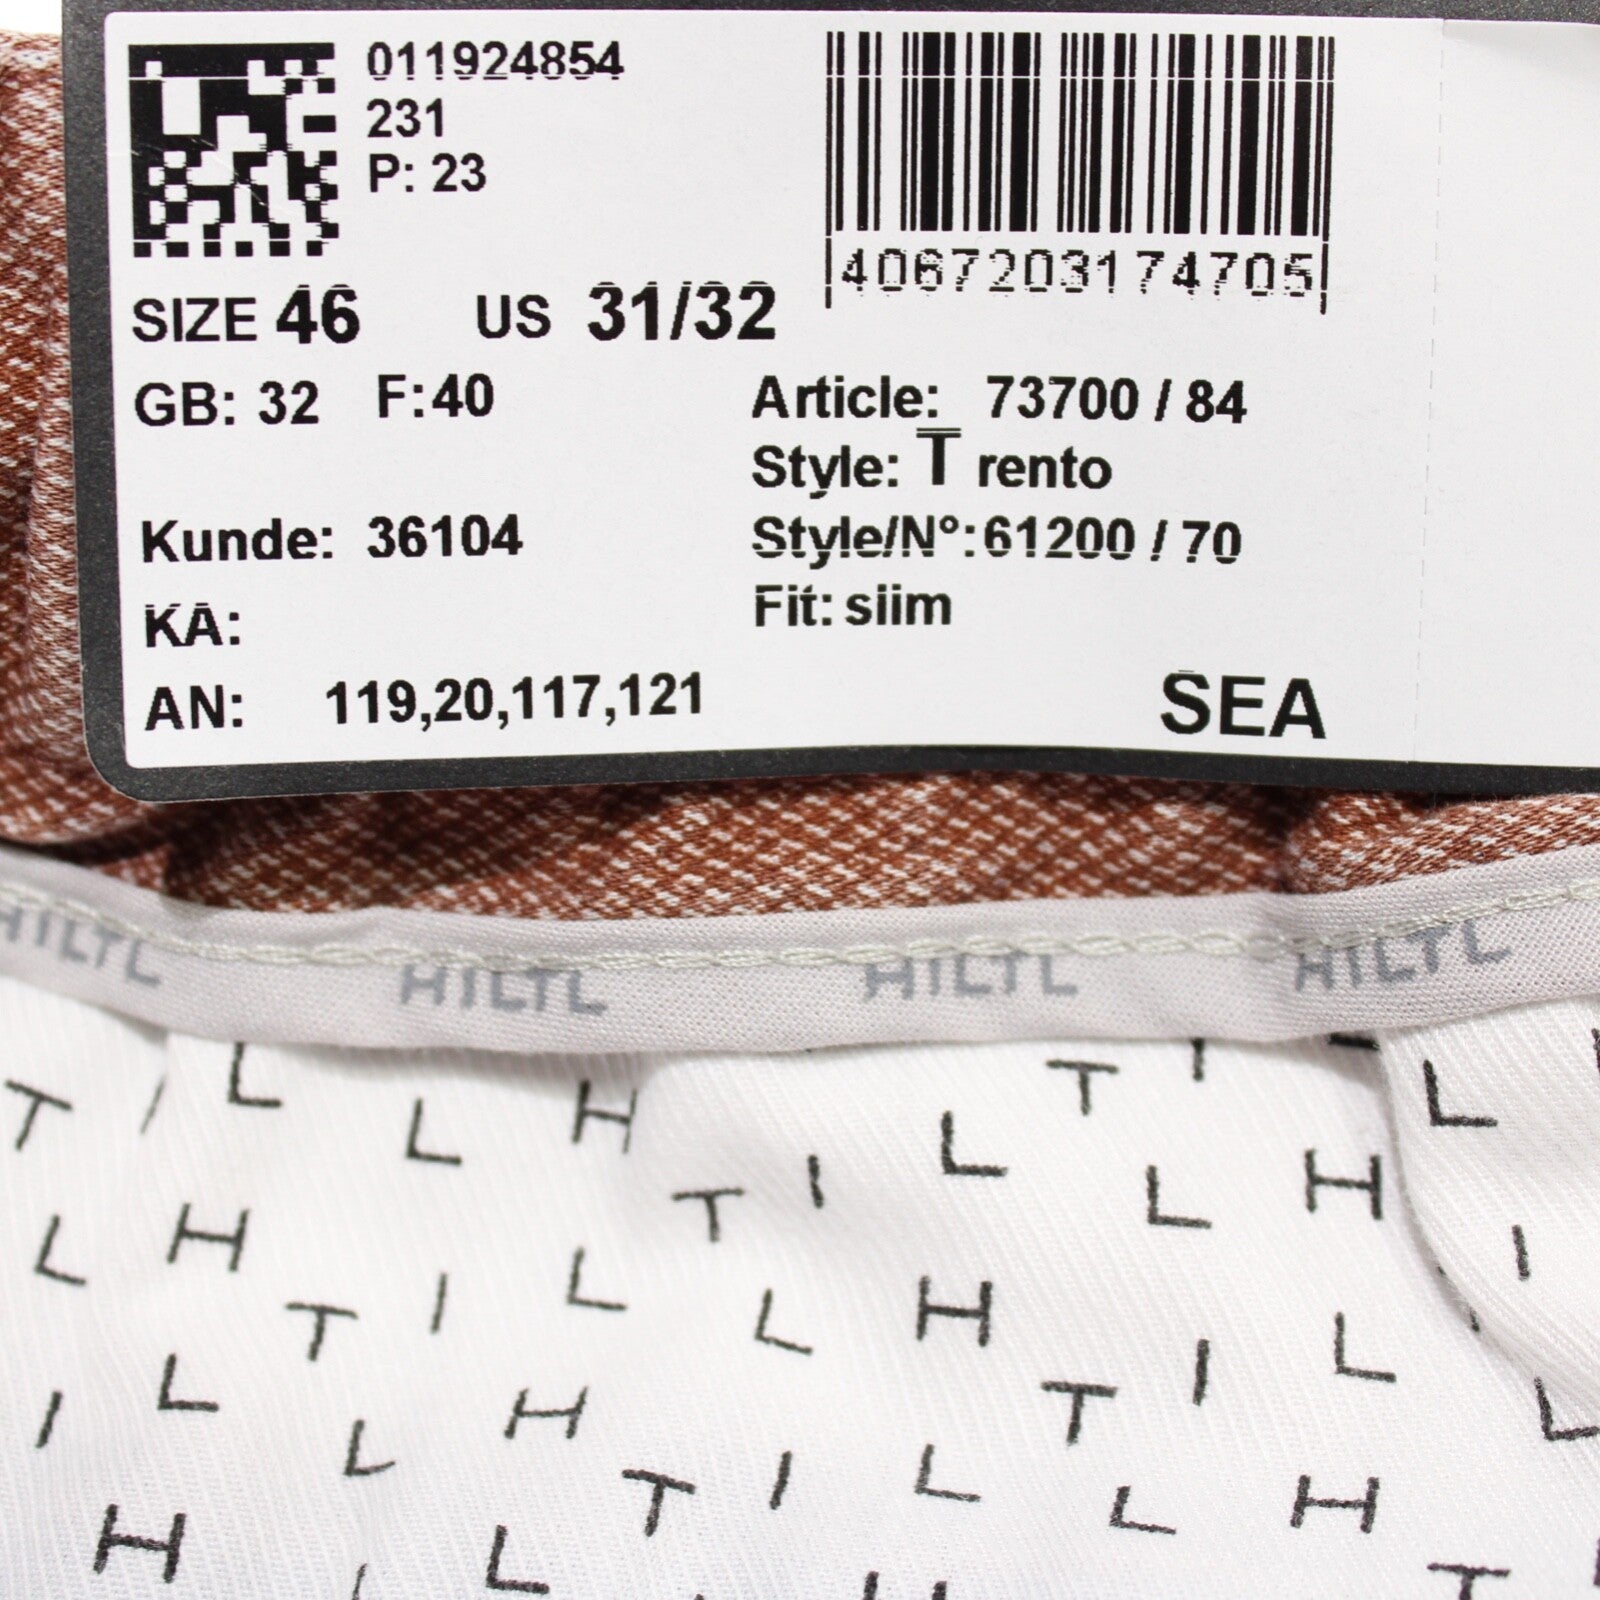 011924854
231
P: 23
4067203174705
SIZE 46 US 31/32
GB: 32 F:40
Article: 73700 / 84
Style: T rento
Kunde: 36104
Style/N°:61200 / 70
KA:
Fit: slim
AN: 119,20,117,121
SEA
HILTL HILTL HILTL HILTL
L H T I L
T I L H T I L L H
L H T I L L H I
T I L L H T I L
I L L H T I L L H
H L T